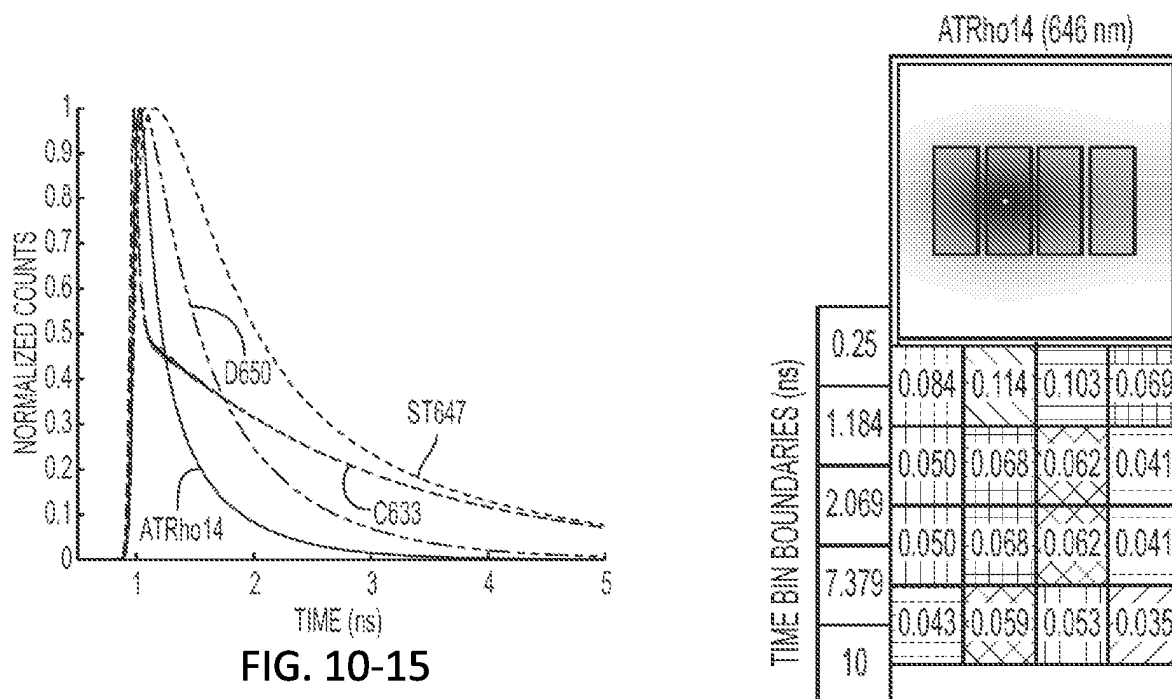 1
0.9
0.8
0.7
0.6
0.5
0.4
0.3
0.2
0.1
0
NORMALIZED COUNTS
D650
ST647
C633
ATRho14
1 2 3 4 5
TIME (ns)
FIG. 10-15
ATRho14 (646 nm)
TIME BIN BOUNDARIES (ns)
0.25
1.184
2.069
7.379
10
0.084 0.114 0.103 0.069
0.050 0.068 0.062 0.041
0.050 0.068 0.062 0.041
0.043 0.059 0.053 0.035